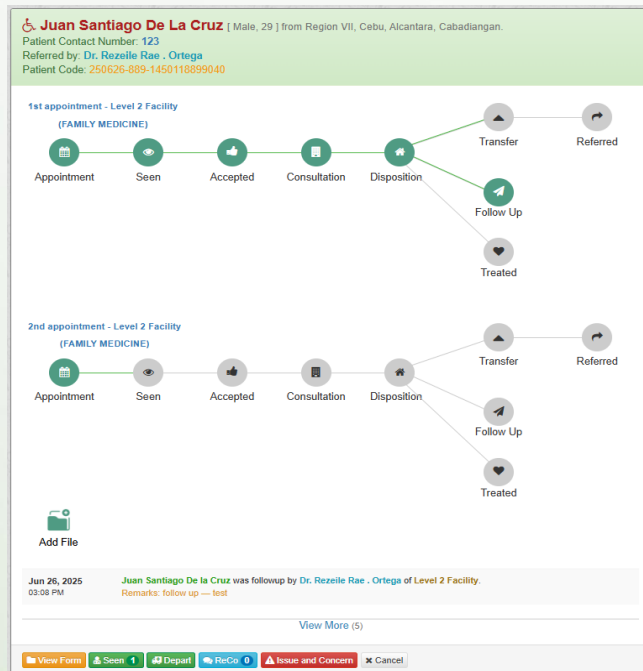 Juan Santiago De La Cruz [ Male, 29 ] from Region VII, Cebu, Alcantara, Cabadiangan.
Patient Contact Number: 123
Referred by: Dr. Rezeile Rae . Ortega
Patient Code: 250626-889-1450118899040
1st appointment - Level 2 Facility
(FAMILY MEDICINE)
Appointment Seen Accepted Consultation Disposition Transfer Referred
Follow Up
Treated
2nd appointment - Level 2 Facility
(FAMILY MEDICINE)
Appointment Seen Accepted Consultation Disposition Transfer Referred
Follow Up
Treated
Add File
Jun 26, 2025 Juan Santiago De la Cruz was followup by Dr. Rezeile Rae . Ortega of Level 2 Facility.
03:08 PM Remarks: follow up --- test
View More (5)
View Form Seen 1 Depart ReCo 0 Issue and Concern Cancel